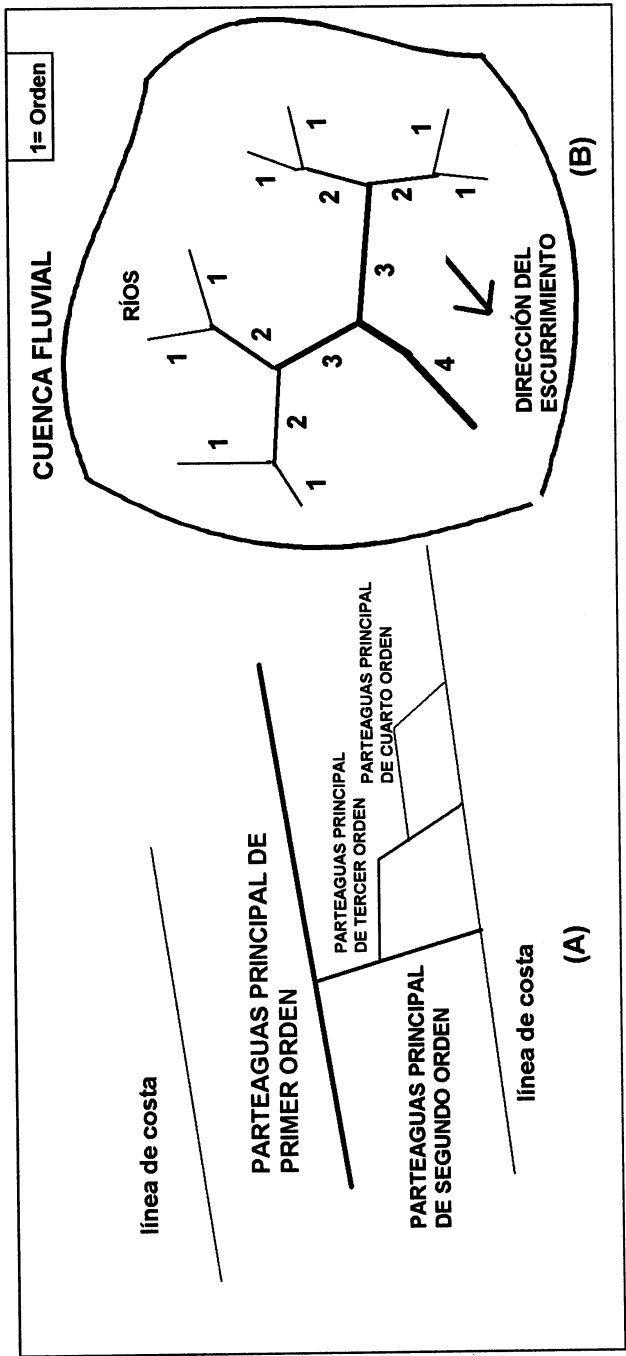 línea de costa
PARTEAGUAS PRINCIPAL DE
PRIMER ORDEN
PARTEAGUAS PRINCIPAL
DE TERCER ORDEN
PARTEAGUAS PRINCIPAL
DE CUARTO ORDEN
PARTEAGUAS PRINCIPAL
DE SEGUNDO ORDEN
línea de costa
(A)
CUENCA FLUVIAL
1= Orden
RÍOS
1
1
1
1
2
2
3
1
1
2
3
2
1
1
4
DIRECCIÓN DEL
ESCURRIMIENTO
(B)